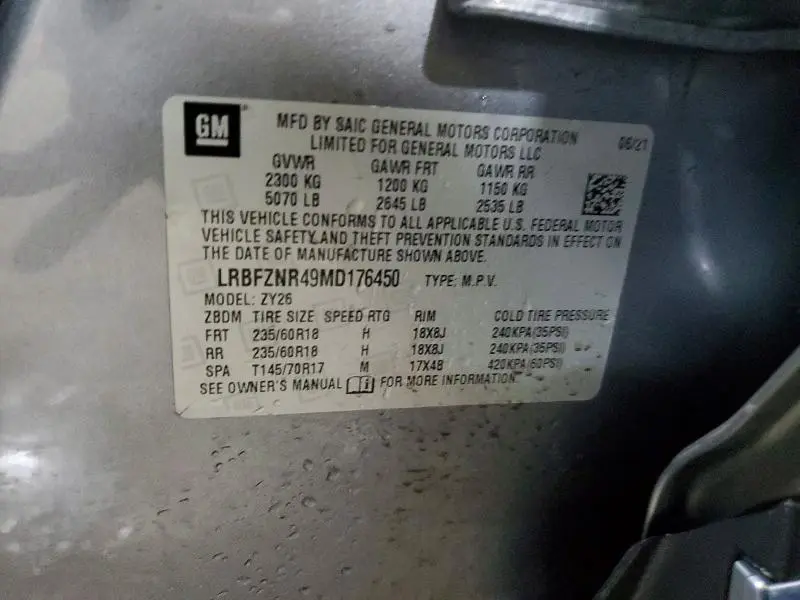 GM
MFD BY SAIC GENERAL MOTORS CORPORATION
LIMITED FOR GENERAL MOTORS LLC
06/21
GVWR GAWR FRT GAWR RR
2300 KG 1200 KG 1150 KG
5070 LB 2645 LB 2535 LB
THIS VEHICLE CONFORMS TO ALL APPLICABLE U.S. FEDERAL MOTOR
VEHICLE SAFETY AND THEFT PREVENTION STANDARDS IN EFFECT ON
THE DATE OF MANUFACTURE SHOWN ABOVE.
LRBFZNR49MD176450 TYPE: M.P.V.
MODEL: ZY26
ZBDM TIRE SIZE SPEED RTG RIM COLD TIRE PRESSURE
FRT 235/60R18 H 18X8J 240KPA(35PSI)
RR 235/60R18 H 18X8J 240KPA(35PSI)
SPA T145/70R17 M 17X4B 420KPA(60PSI)
SEE OWNER'S MANUAL FOR MORE INFORMATION.